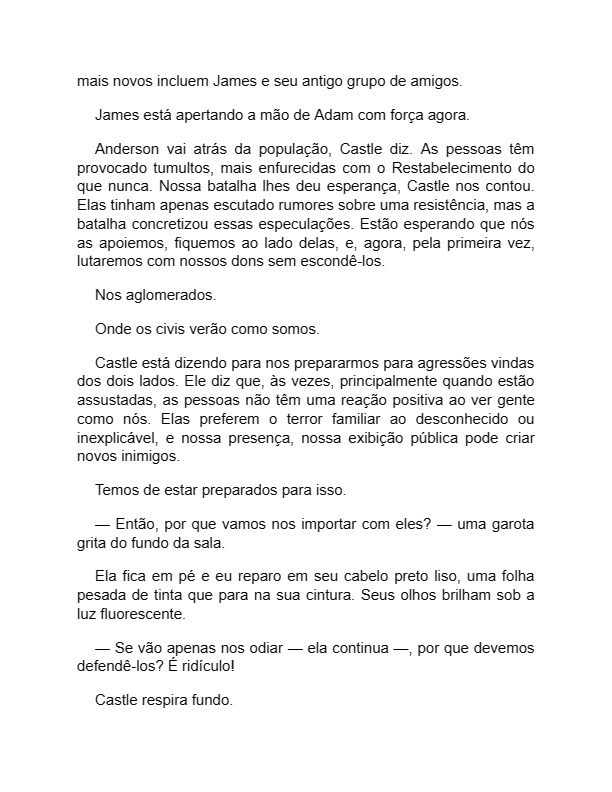 mais novos incluem James e seu antigo grupo de amigos.
James está apertando a mão de Adam com força agora.
Anderson vai atrás da população, Castle diz. As pessoas têm
provocado tumultos, mais enfurecidas com o Restabelecimento do
que nunca. Nossa batalha lhes deu esperança, Castle nos contou.
Elas tinham apenas escutado rumores sobre uma resistência, mas a
batalha concretizou essas especulações. Estão esperando que nós
as apoiemos, fiquemos ao lado delas, e, agora, pela primeira vez,
lutaremos com nossos dons sem escondê-los.
Nos aglomerados.
Onde os civis verão como somos.
Castle está dizendo para nos prepararmos para agressões vindas
dos dois lados. Ele diz que, às vezes, principalmente quando estão
assustadas, as pessoas não têm uma reação positiva ao ver gente
como nós. Elas preferem o terror familiar ao desconhecido ou
inexplicável, e nossa presença, nossa exibição pública pode criar
novos inimigos.
Temos de estar preparados para isso.
— Então, por que vamos nos importar com eles? — uma garota
grita do fundo da sala.
Ela fica em pé e eu reparo em seu cabelo preto liso, uma folha
pesada de tinta que para na sua cintura. Seus olhos brilham sob a
luz fluorescente.
— Se vão apenas nos odiar — ela continua —, por que devemos
defendê-los? É ridículo!
Castle respira fundo.